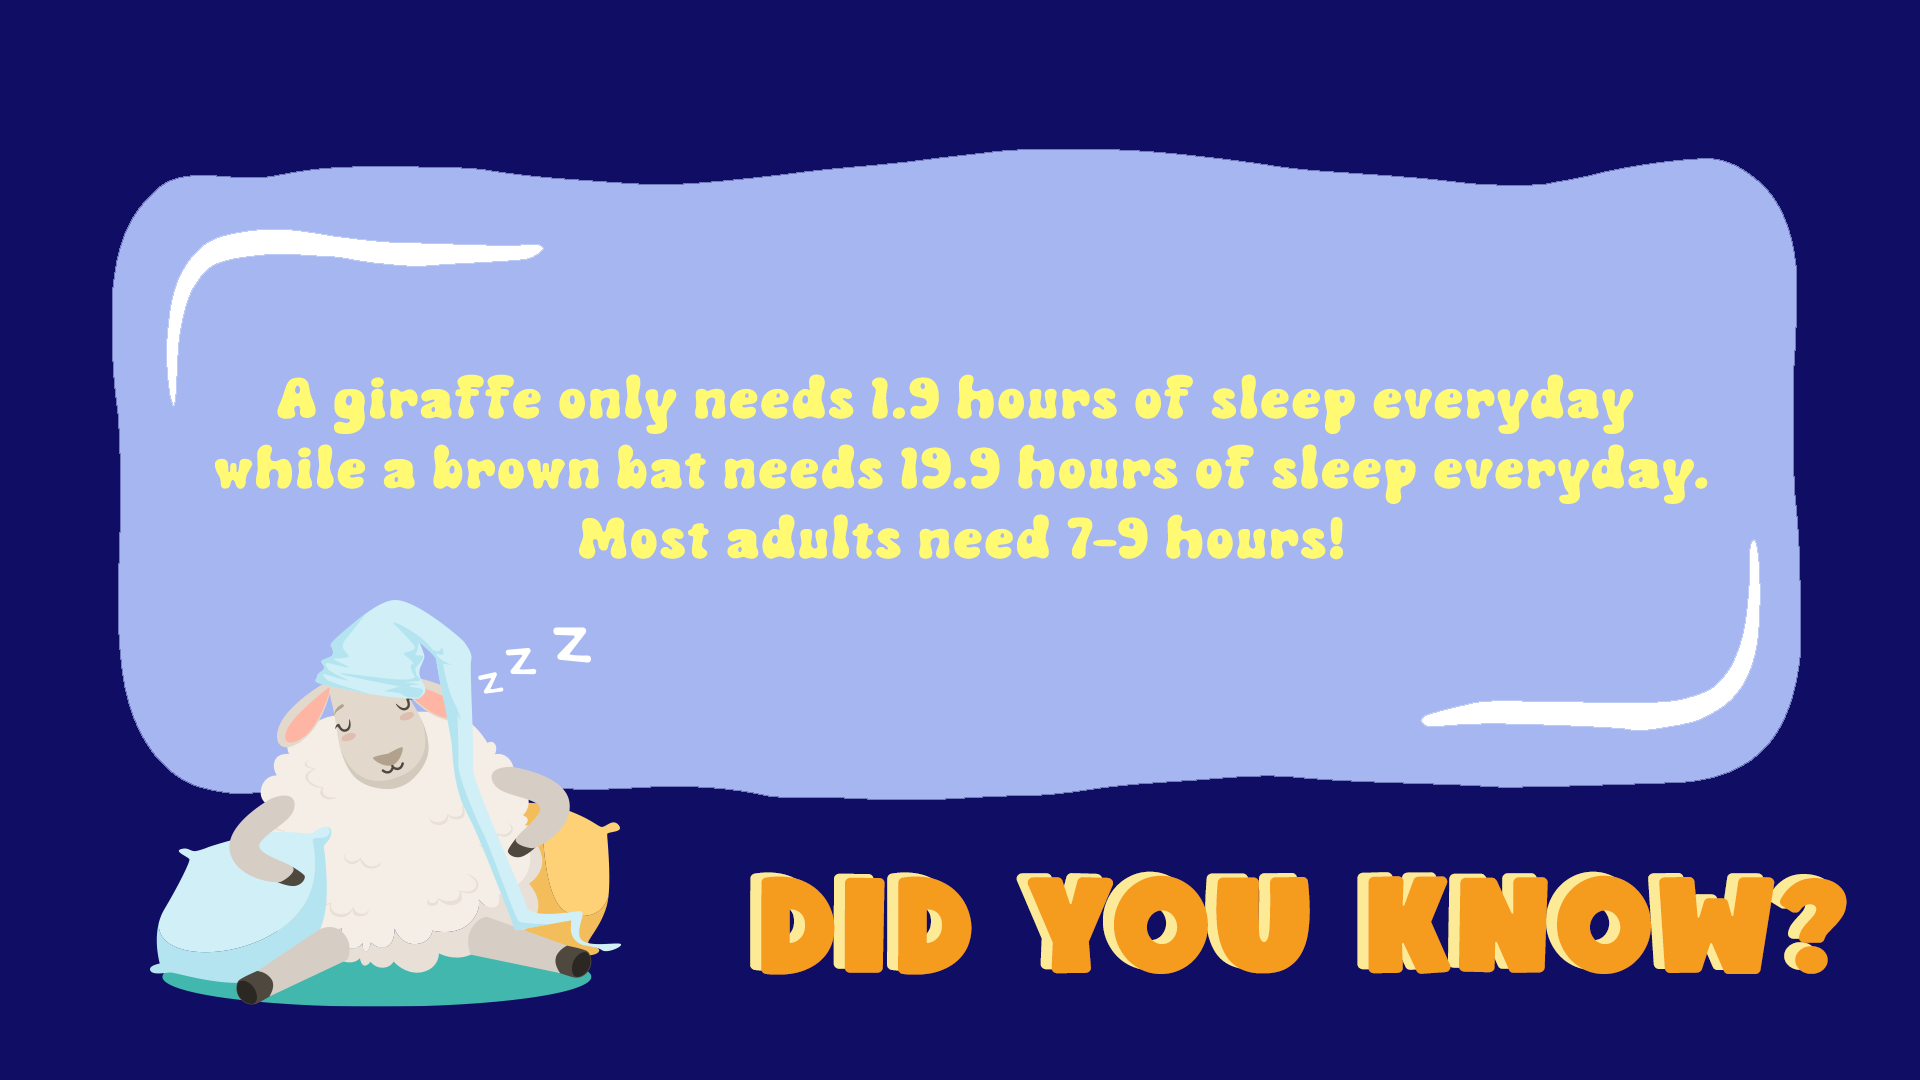 A giraffe only needs 1.9 hours of sleep everyday
while a brown bat needs 19.9 hours of sleep everyday.
Most adults need 7-9 hours!
z z z
DID YOU KNOW?